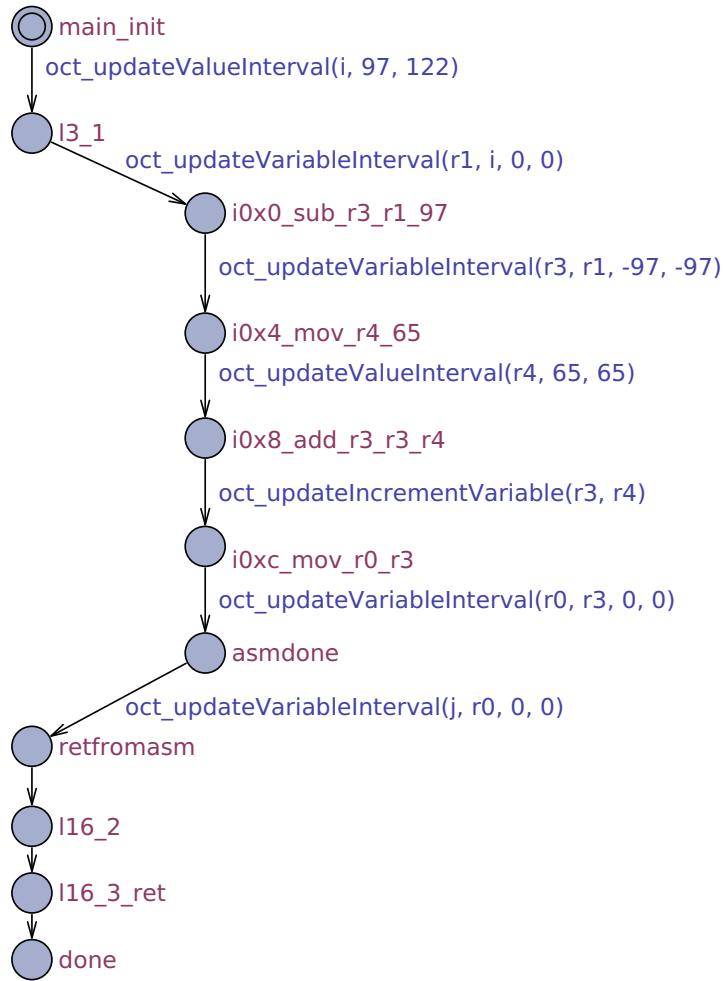 main_init
oct_updateValueInterval(i, 97, 122)
l3_1
oct_updateVariableInterval(r1, i, 0, 0)
i0x0_sub_r3_r1_97
oct_updateVariableInterval(r3, r1, -97, -97)
i0x4_mov_r4_65
oct_updateValueInterval(r4, 65, 65)
i0x8_add_r3_r3_r4
oct_updateIncrementVariable(r3, r4)
i0xc_mov_r0_r3
oct_updateVariableInterval(r0, r3, 0, 0)
asmdone
oct_updateVariableInterval(j, r0, 0, 0)
retfromasm
l16_2
l16_3_ret
done